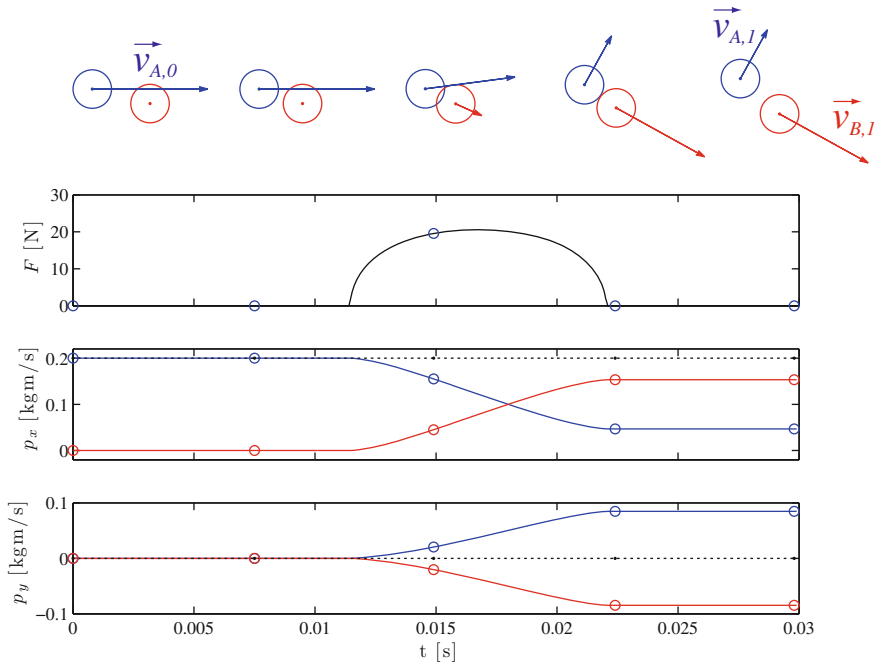 v_{A,0}
v_{A,1}
v_{B,1}
30
20
10
0
F [N]
0.2
0.1
0
p_x [kgm/s]
0.1
0
−0.1
p_y [kgm/s]
0 0.005 0.01 0.015 0.02 0.025 0.03
t [s]